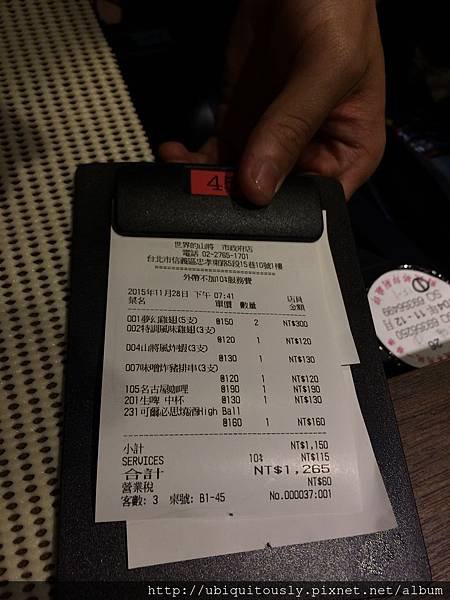 45
世界的山將 市政府店
電話 02-2765-1701
台北市信義區忠孝東路5段15巷10號1樓
外帶不加10%服務費
2015年11月28日 下午 07:41 店員
菜名 單價 數量 金額
001夢幻雞翅(5支) @150 2 NT$300
002特調風味雞翅(3支)
@120 1 NT$120
004山將風炸蝦(3支)
@130 1 NT$130
007味噌炸豬排串(3支)
@120 1 NT$120
105名古屋咖哩 @190 1 NT$190
201生啤 中杯 @130 1 NT$130
231可爾必思燒酒High Ball
@160 1 NT$160
小計 NT$1,150
SERVICES 10% NT$115
合計 NT$1,265
營業稅 NT$60
客數: 3 桌號: B1-45 No.000037:001
http://ubiquitously.pixnet.net/album